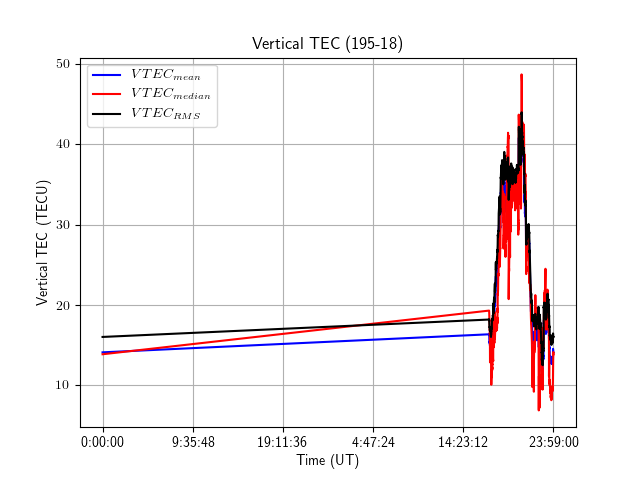 Vertical TEC (195-18)
VTEC_mean
VTEC_median
VTEC_RMS
50
40
30
20
10
Vertical TEC (TECU)
0:00:00 9:35:48 19:11:36 4:47:24 14:23:12 23:59:00
Time (UT)